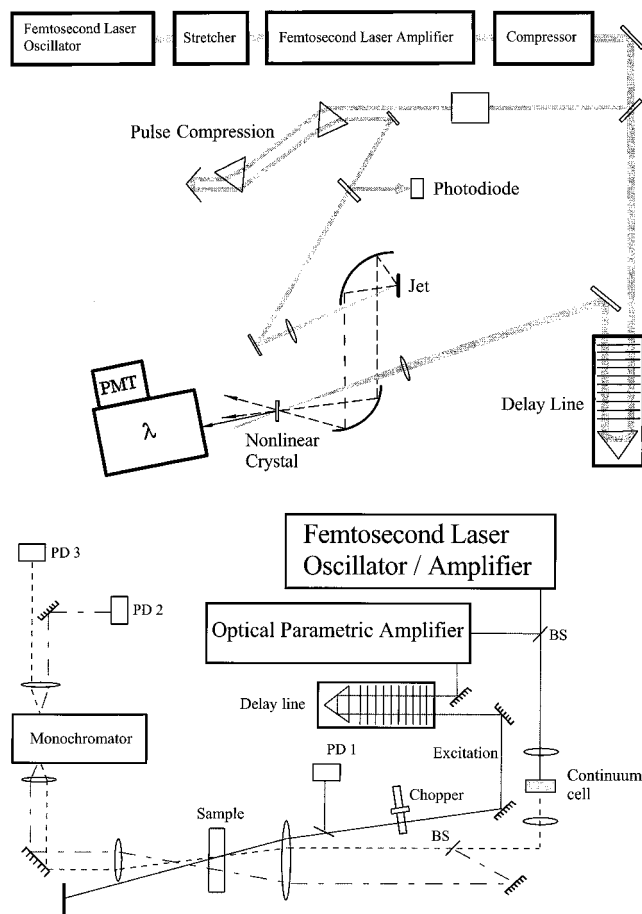 Femtosecond Laser
Oscillator
Stretcher
Femtosecond Laser Amplifier
Compressor
Pulse Compression
Photodiode
Jet
PMT
λ
Delay Line
Nonlinear
Crystal
Femtosecond Laser
Oscillator / Amplifier
PD 3
PD 2
Optical Parametric Amplifier
BS
Delay line
Monochromator
PD 1
Excitation
Continuum
cell
Chopper
Sample
BS